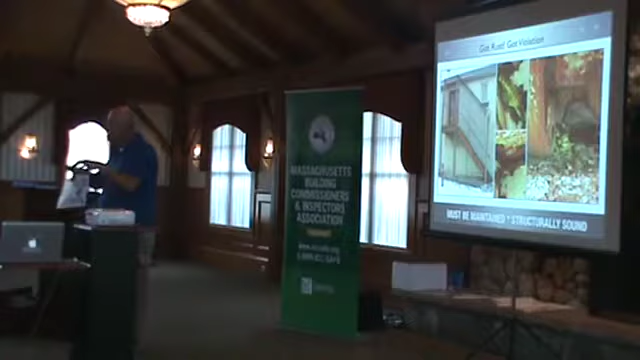 Got Rust! Got Violation
MUST BE MAINTAINED * STRUCTURALLY SOUND
MASSACHUSETTS
BUILDING
COMMISSIONERS
& INSPECTORS
ASSOCIATION